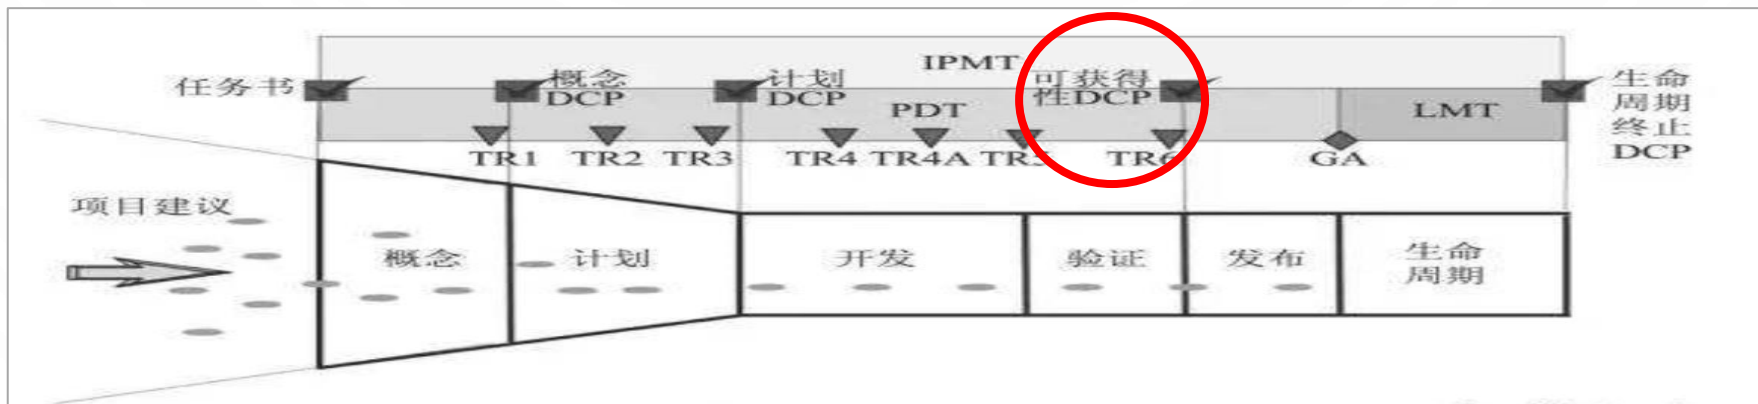 IPMT
任务书
概念
DCP
计划
DCP
可获得
性DCP
生命
周期
终止
DCP
PDT
LMT
TR1
TR2
TR3
TR4
TR4A
TR5
TR6
GA
项目建议
概念
计划
开发
验证
发布
生命
周期